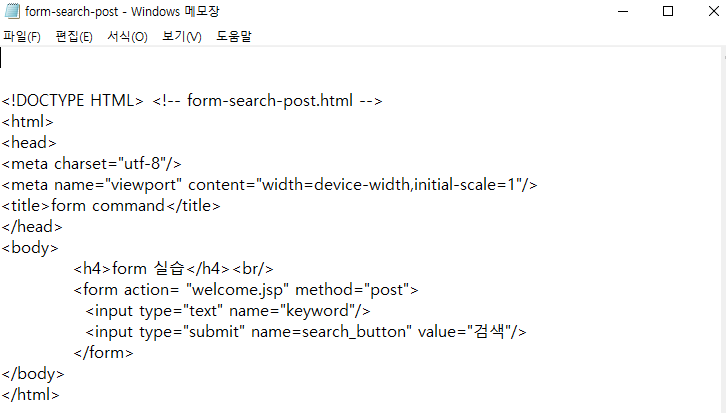 form-search-post - Windows 메모장
파일(F) 편집(E) 서식(O) 보기(V) 도움말
<!DOCTYPE HTML> <!-- form-search-post.html -->
<html>
<head>
<meta charset="utf-8"/>
<meta name="viewport" content="width=device-width,initial-scale=1"/>
<title>form command</title>
</head>
<body>
<h4>form 실습</h4><br/>
<form action= "welcome.jsp" method="post">
<input type="text" name="keyword"/>
<input type="submit" name=search_button" value="검색"/>
</form>
</body>
</html>